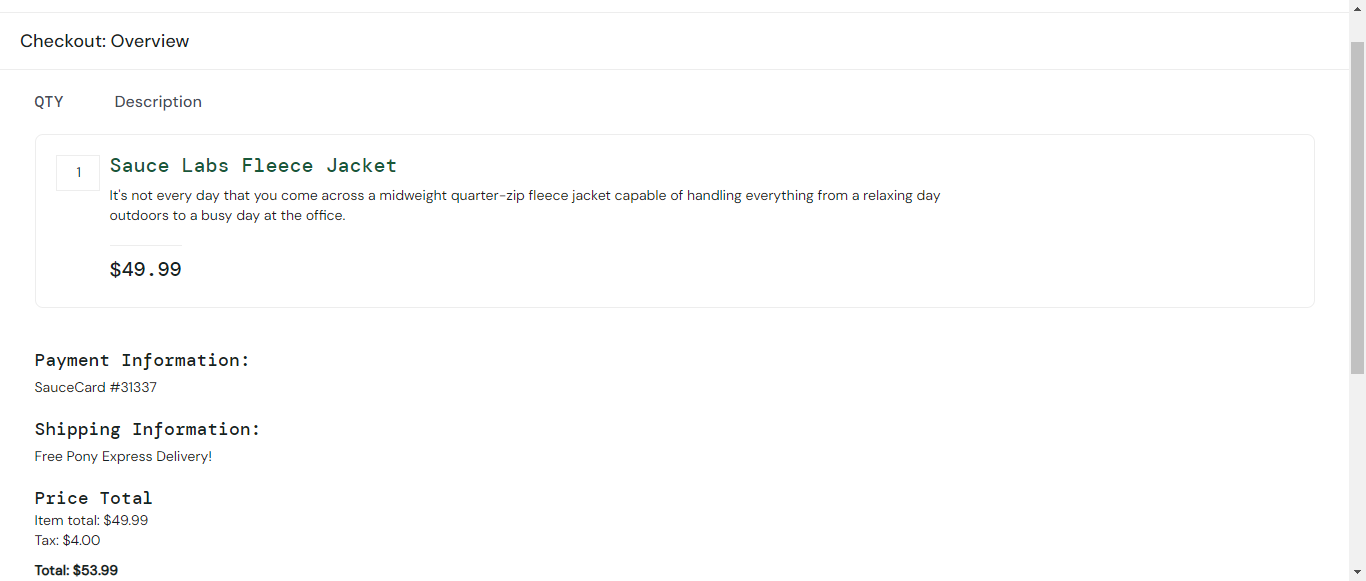 Checkout: Overview
QTY Description
1 Sauce Labs Fleece Jacket
It's not every day that you come across a midweight quarter-zip fleece jacket capable of handling everything from a relaxing day
outdoors to a busy day at the office.
$49.99
Payment Information:
SauceCard #31337
Shipping Information:
Free Pony Express Delivery!
Price Total
Item total: $49.99
Tax: $4.00
Total: $53.99